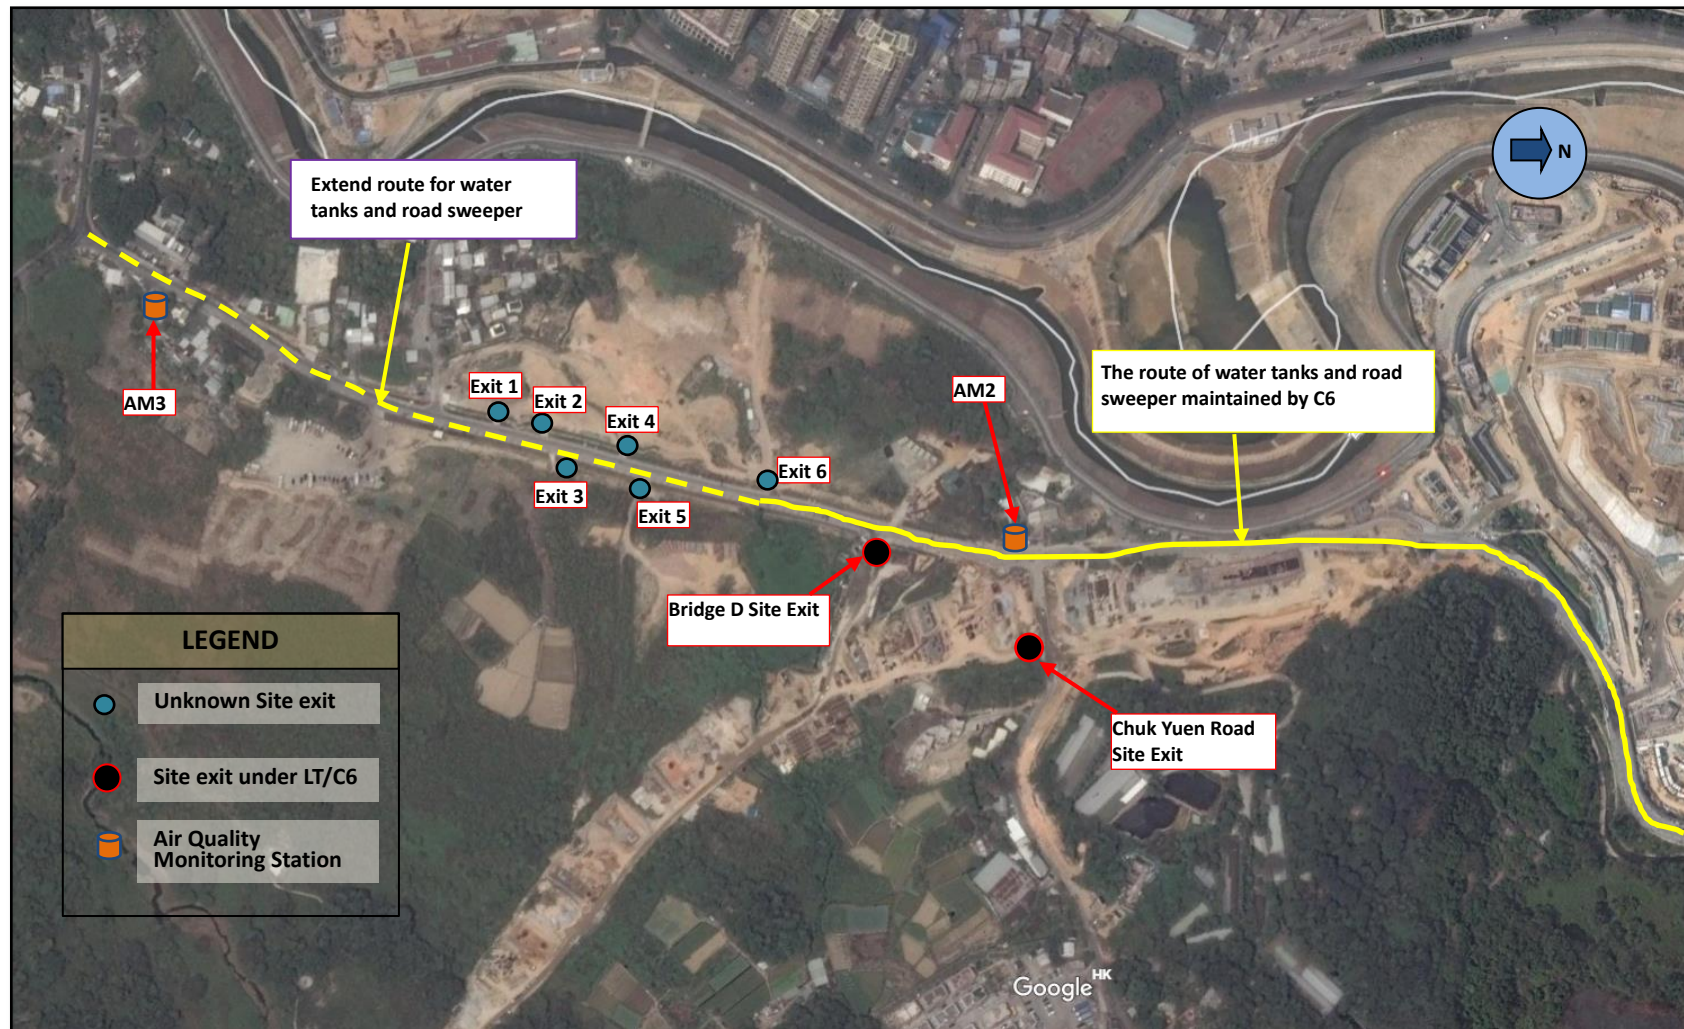 N
Extend route for water
tanks and road sweeper
The route of water tanks and road
sweeper maintained by C6
AM3
Exit 1
Exit 2
Exit 4
AM2
Exit 3
Exit 6
Exit 5
Bridge D Site Exit
Chuk Yuen Road
Site Exit
LEGEND
Unknown Site exit
Site exit under LT/C6
Air Quality
Monitoring Station
Google HK